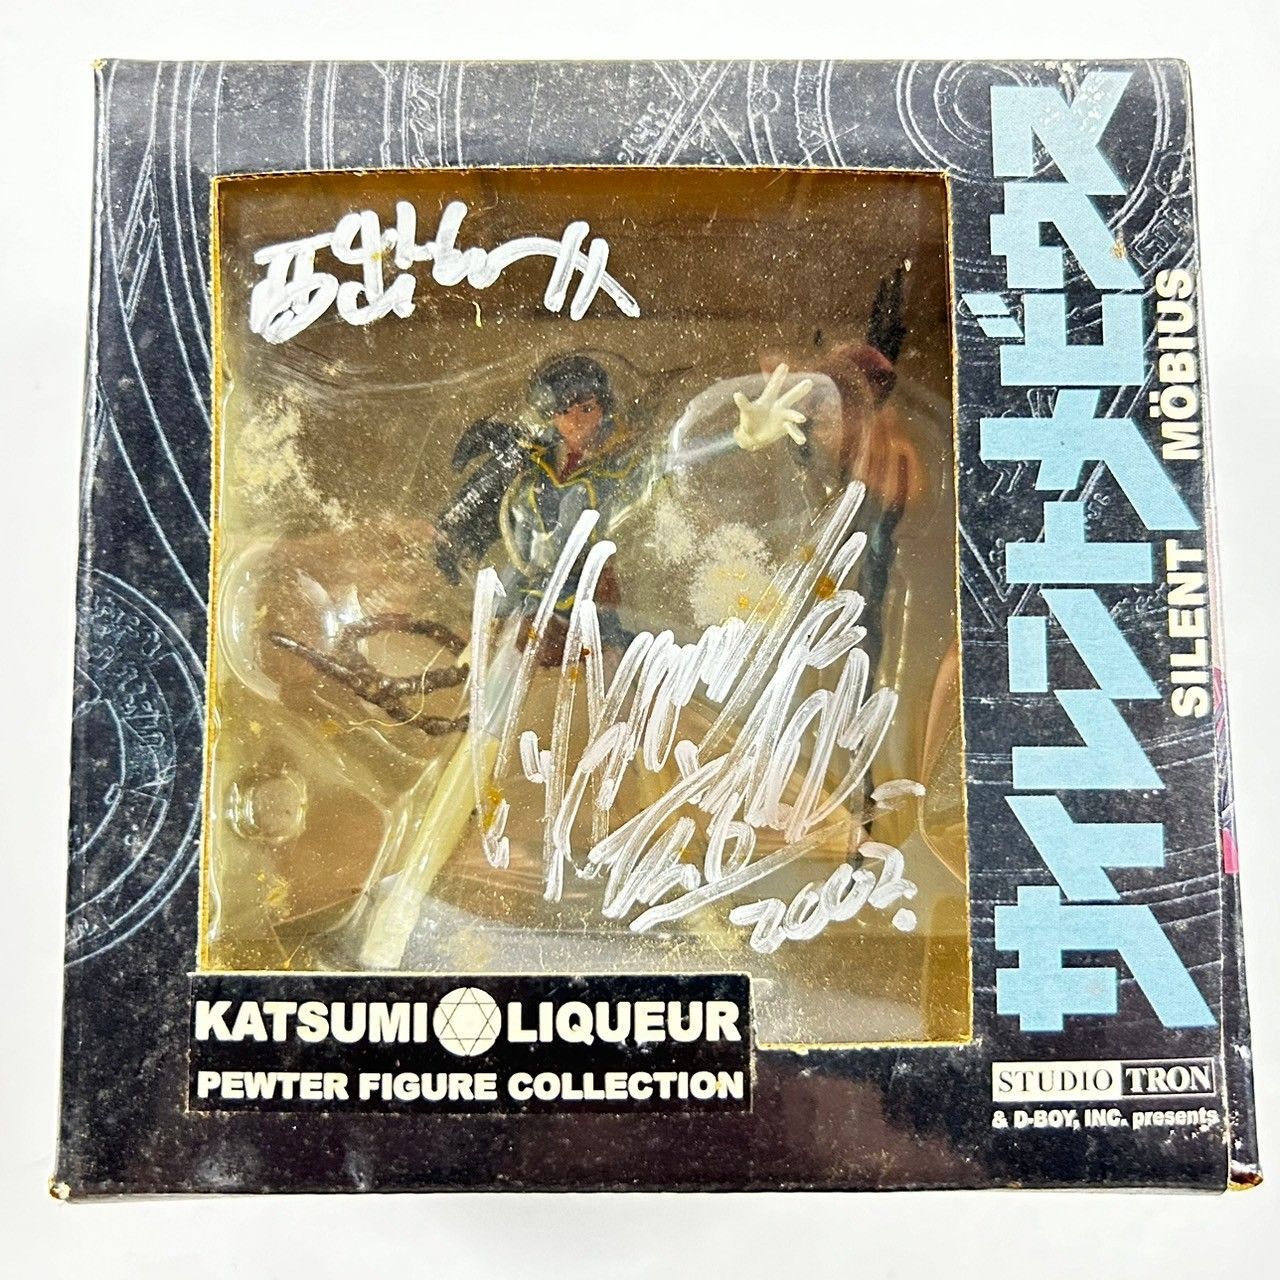 サイレントメビウス
SILENT MÖBIUS
2002.
KATSUMI LIQUEUR
PEWTER FIGURE COLLECTION
STUDIO TRON
& D-BOY, INC. presents